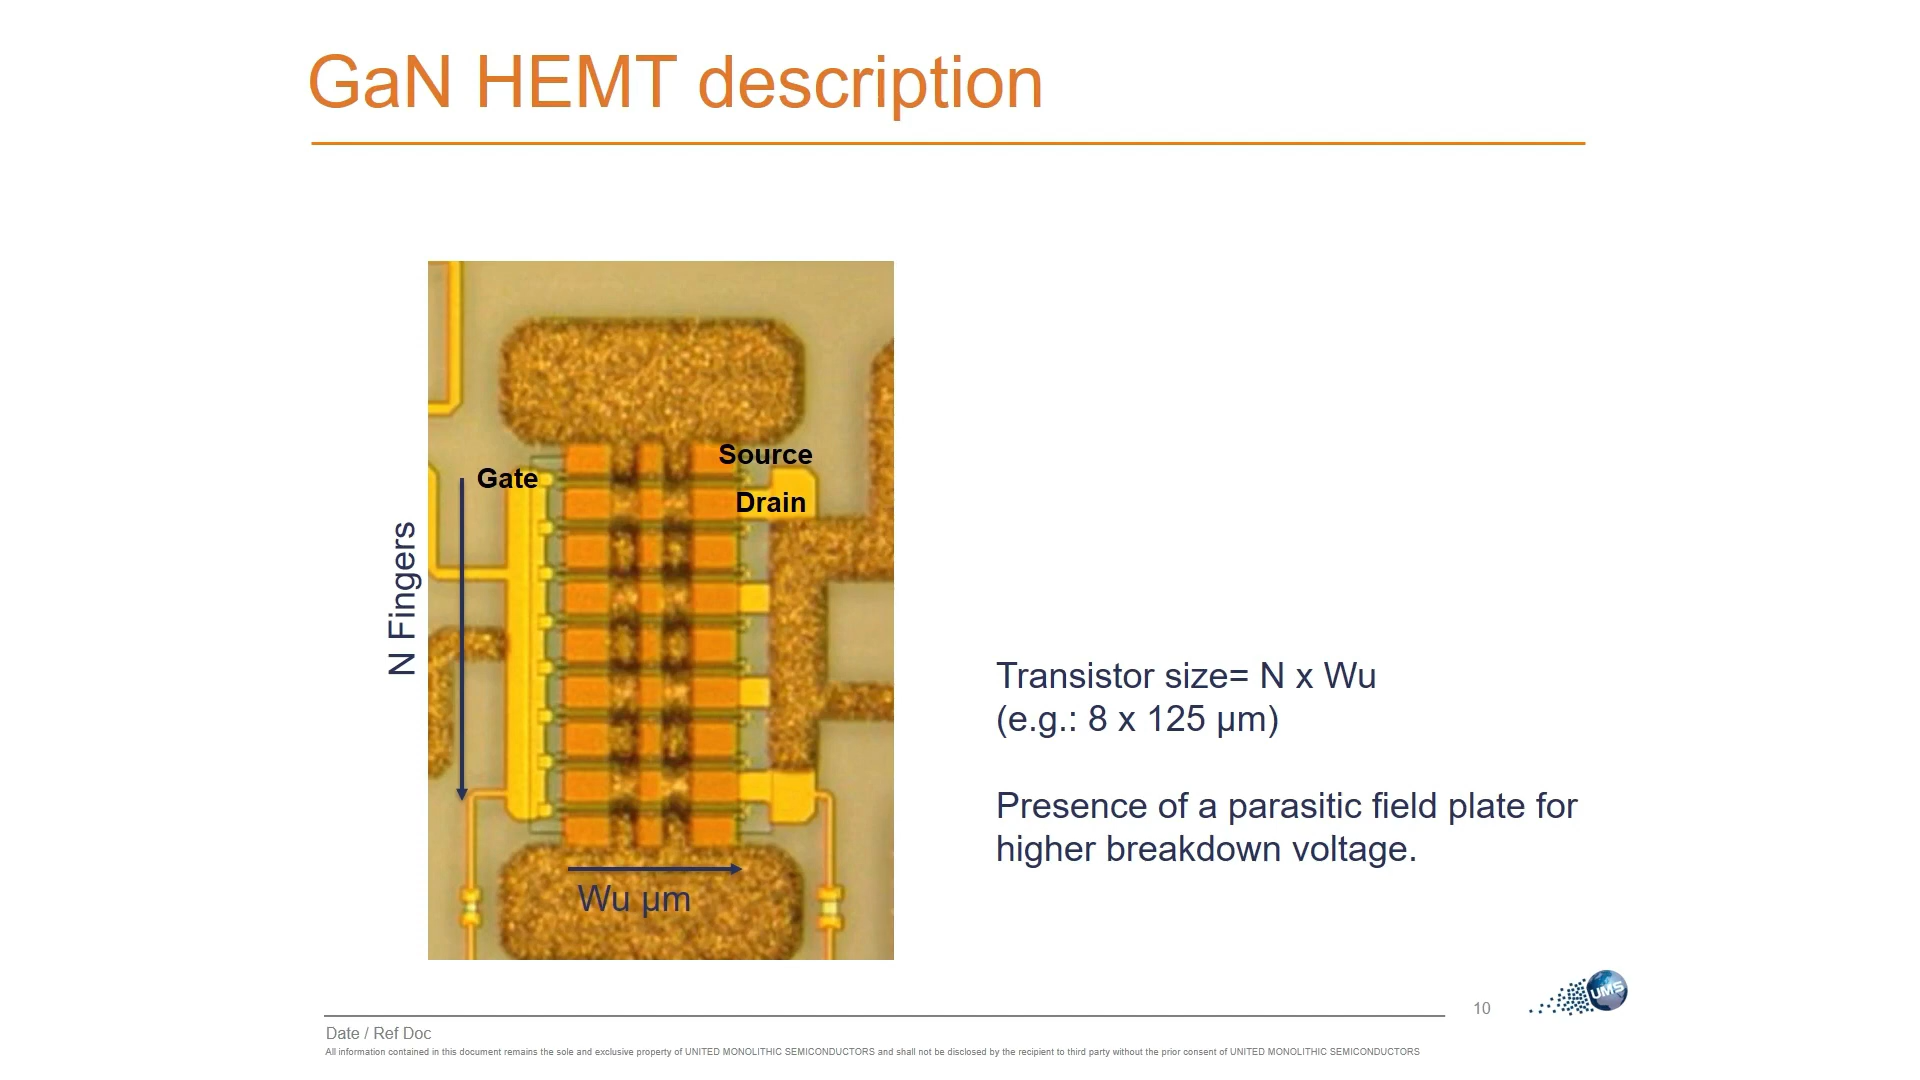 GaN HEMT description
Source
Gate
Drain
N Fingers
Wu µm
Transistor size= N x Wu
(e.g.: 8 x 125 µm)
Presence of a parasitic field plate for
higher breakdown voltage.
10
UMS
Date / Ref Doc
All information contained in this document remains the sole and exclusive property of UNITED MONOLITHIC SEMICONDUCTORS and shall not be disclosed by the recipient to third party without the prior consent of UNITED MONOLITHIC SEMICONDUCTORS